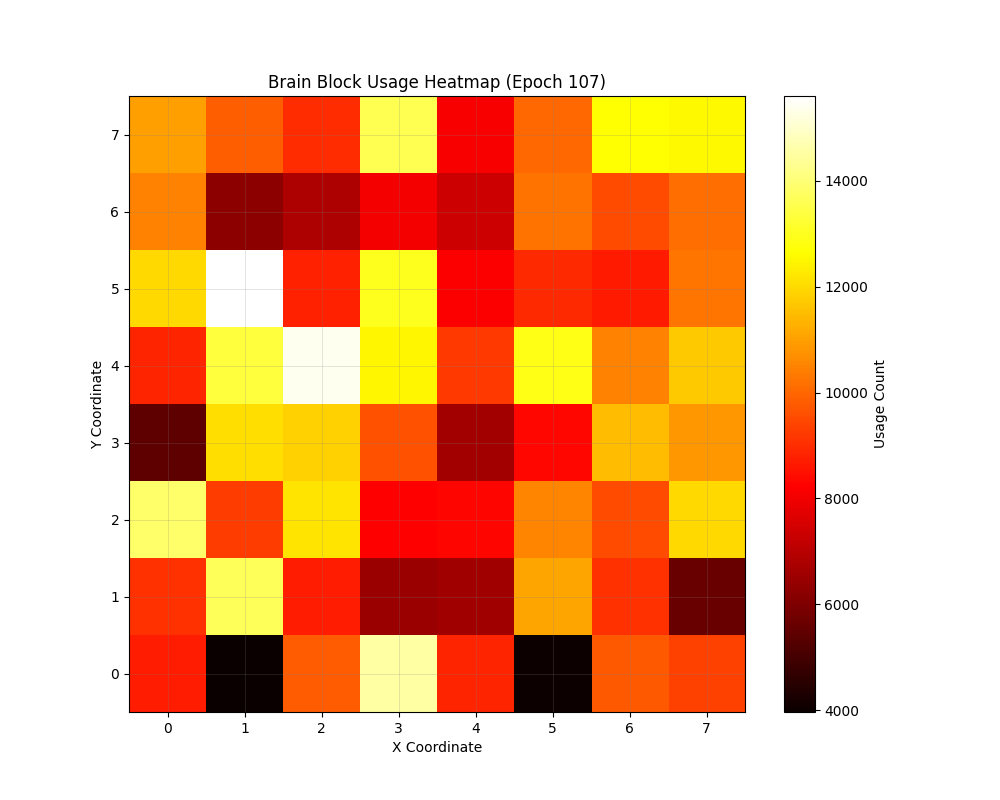 Brain Block Usage Heatmap (Epoch 107)
7
6
5
4
3
2
1
0
Y Coordinate
0 1 2 3 4 5 6 7
X Coordinate
14000
12000
10000
8000
6000
4000
Usage Count